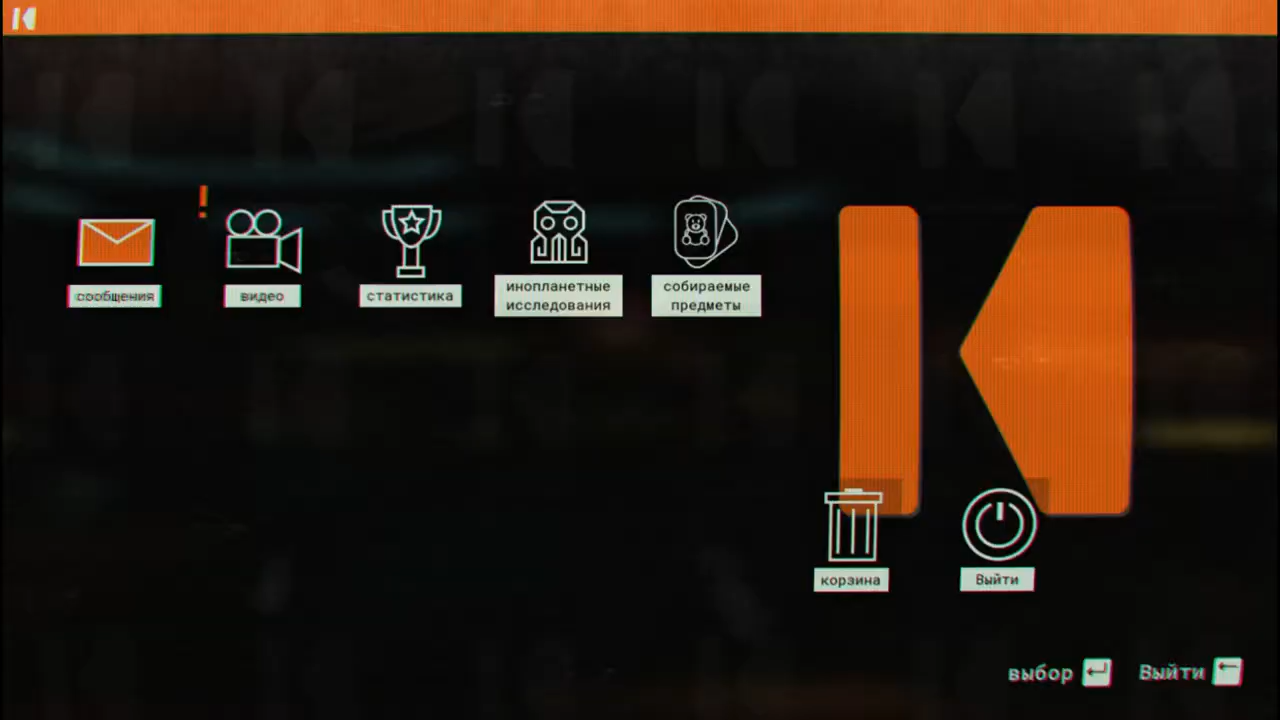 сообщения
видео
статистика
инопланетные
исследования
собираемые
предметы
корзина
Выйти
выбор
Выйти